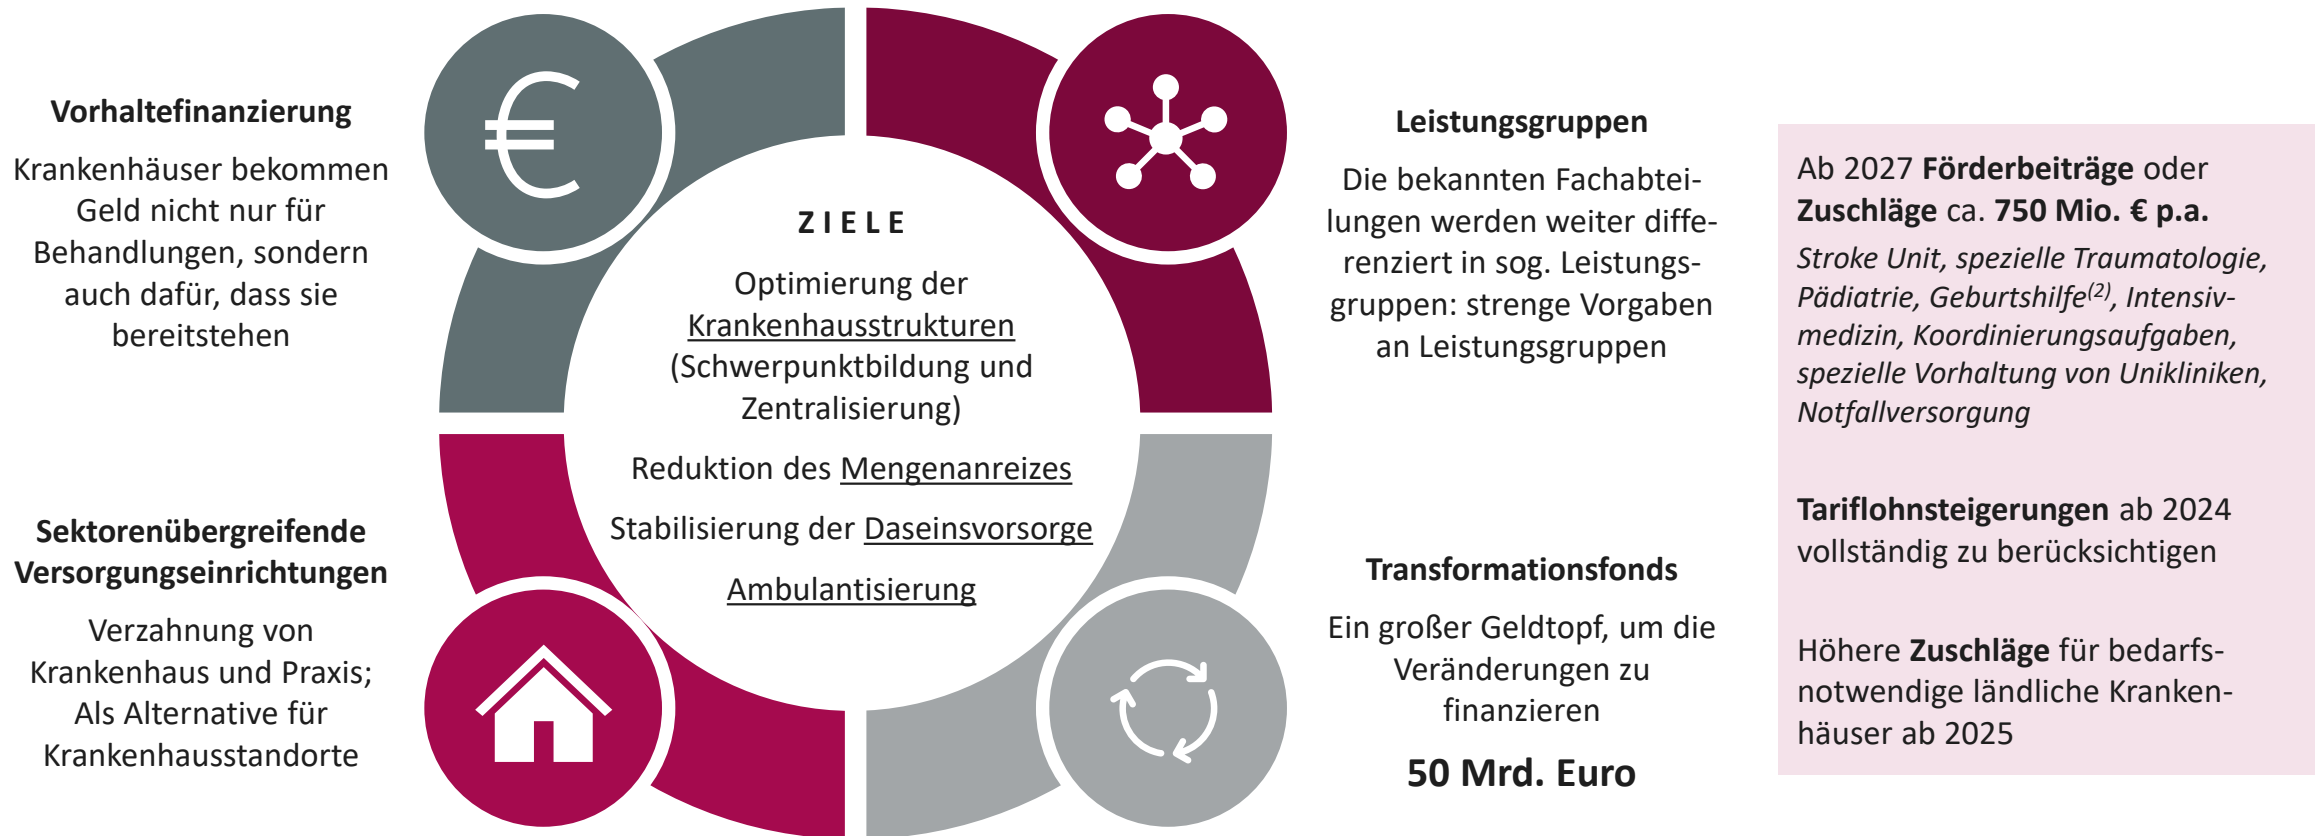 Vorhaltefinanzierung
Krankenhäuser bekommen
Geld nicht nur für
Behandlungen, sondern
auch dafür, dass sie
bereitstehen
Sektorenübergreifende
Versorgungseinrichtungen
Verzahnung von
Krankenhaus und Praxis;
Als Alternative für
Krankenhausstandorte
€
ZIELE
Optimierung der
Krankenhausstrukturen
(Schwerpunktbildung und
Zentralisierung)
Reduktion des Mengenanreizes
Stabilisierung der Daseinsvorsorge
Ambulantisierung
Leistungsgruppen
Die bekannten Fachabtei-
lungen werden weiter diffe-
renziert in sog. Leistungs-
gruppen: strenge Vorgaben
an Leistungsgruppen
Transformationsfonds
Ein großer Geldtopf, um die
Veränderungen zu
finanzieren
50 Mrd. Euro
Ab 2027 Förderbeiträge oder
Zuschläge ca. 750 Mio. € p.a.
Stroke Unit, spezielle Traumatologie,
Pädiatrie, Geburtshilfe(2), Intensiv-
medizin, Koordinierungsaufgaben,
spezielle Vorhaltung von Unikliniken,
Notfallversorgung
Tariflohnsteigerungen ab 2024
vollständig zu berücksichtigen
Höhere Zuschläge für bedarfs-
notwendige ländliche Kranken-
häuser ab 2025